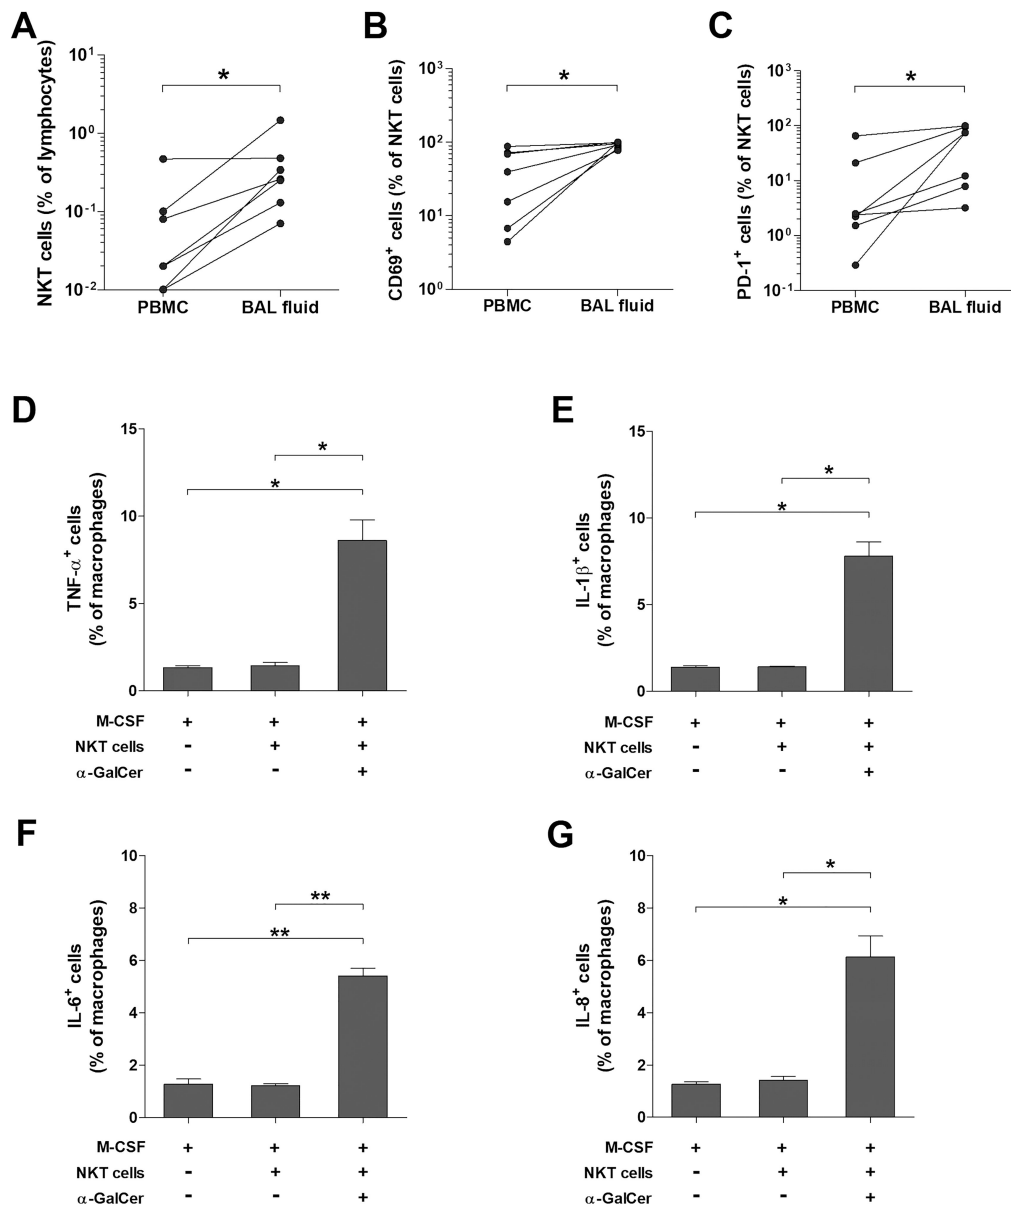 A
NKT cells (% of lymphocytes)
10¹
10⁰
10⁻¹
10⁻²
*
PBMC BAL fluid
B
CD69⁺ cells (% of NKT cells)
10³
10²
10¹
10⁰
*
PBMC BAL fluid
C
PD-1⁺ cells (% of NKT cells)
10³
10²
10¹
10⁰
10⁻¹
*
PBMC BAL fluid
D
TNF-α⁺ cells
(% of macrophages)
15
10
5
0
*
*
M-CSF + + +
NKT cells - + +
α-GalCer - - +
E
IL-1β⁺ cells
(% of macrophages)
15
10
5
0
*
*
M-CSF + + +
NKT cells - + +
α-GalCer - - +
F
IL-6⁺ cells
(% of macrophages)
10
8
6
4
2
0
**
**
M-CSF + + +
NKT cells - + +
α-GalCer - - +
G
IL-8⁺ cells
(% of macrophages)
10
8
6
4
2
0
*
*
M-CSF + + +
NKT cells - + +
α-GalCer - - +